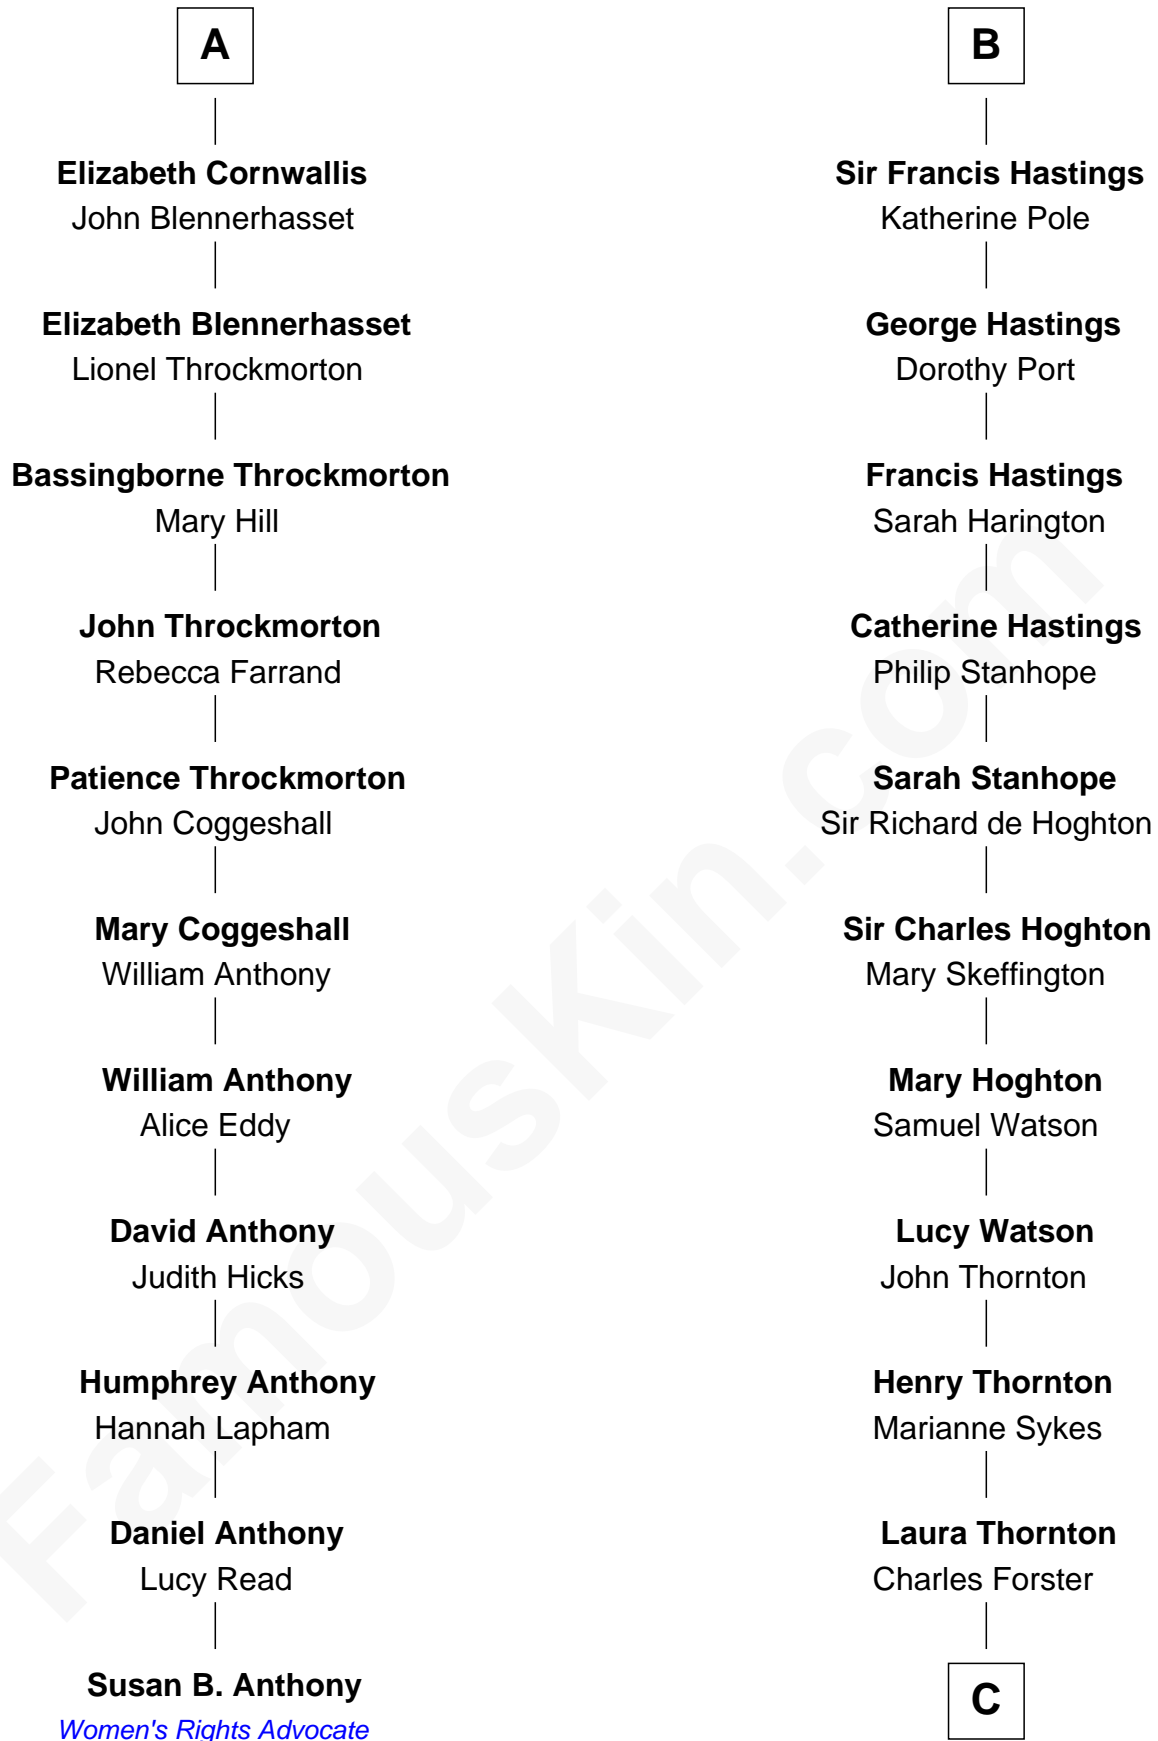 A
Elizabeth Cornwallis
John Blennerhasset
Elizabeth Blennerhasset
Lionel Throckmorton
Bassingborne Throckmorton
Mary Hill
John Throckmorton
Rebecca Farrand
Patience Throckmorton
John Coggeshall
Mary Coggeshall
William Anthony
William Anthony
Alice Eddy
David Anthony
Judith Hicks
Humphrey Anthony
Hannah Lapham
Daniel Anthony
Lucy Read
Susan B. Anthony
Women's Rights Advocate
B
Sir Francis Hastings
Katherine Pole
George Hastings
Dorothy Port
Francis Hastings
Sarah Harington
Catherine Hastings
Philip Stanhope
Sarah Stanhope
Sir Richard de Hoghton
Sir Charles Hoghton
Mary Skeffington
Mary Hoghton
Samuel Watson
Lucy Watson
John Thornton
Henry Thornton
Marianne Sykes
Laura Thornton
Charles Forster
C
FamousKin.com